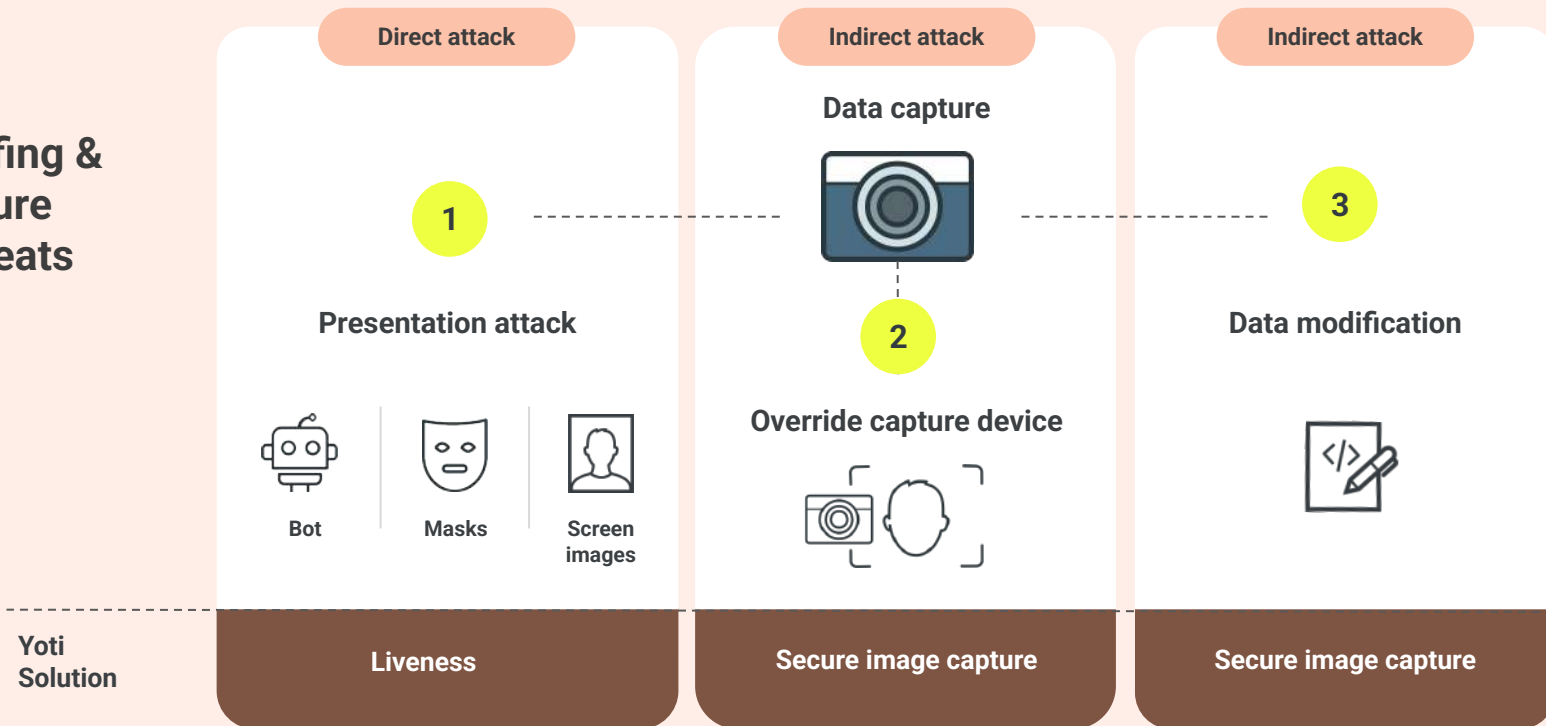 fing &
ure
eats
Direct attack
1
Presentation attack
Bot
Masks
Screen
images
Indirect attack
Data capture
2
Override capture device
Indirect attack
3
Data modification
</>
Yoti
Solution
Liveness
Secure image capture
Secure image capture